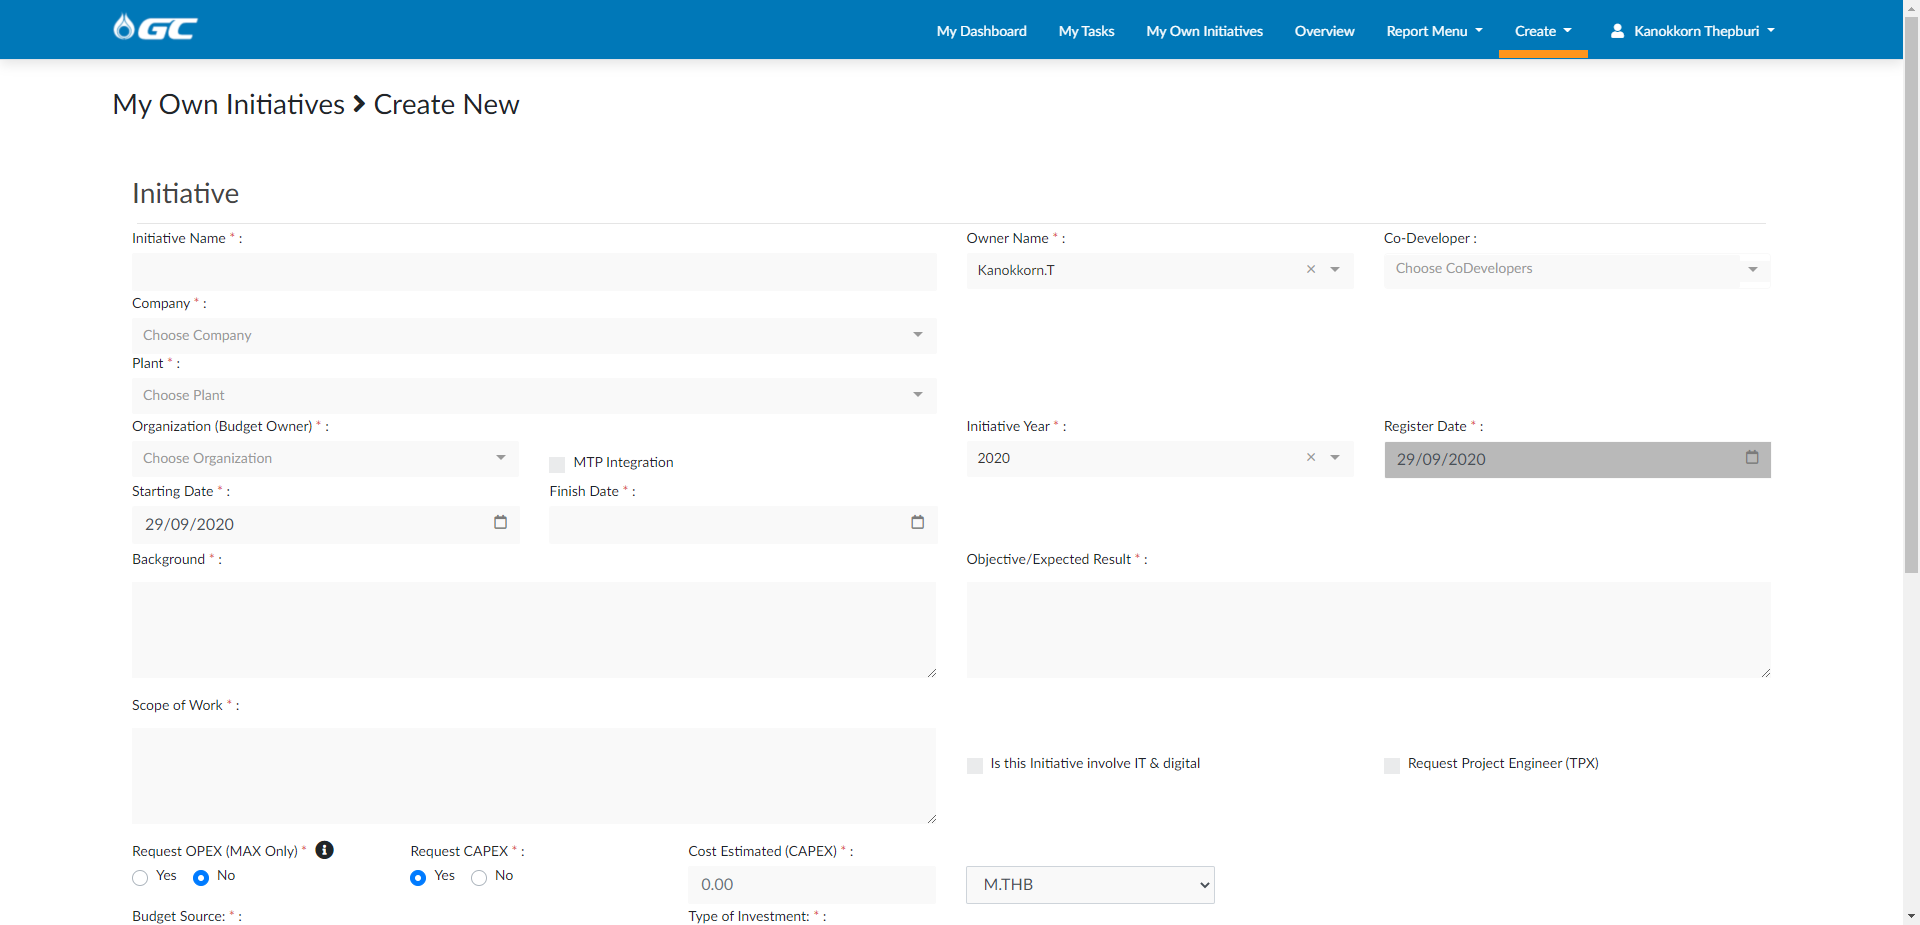 GC
My Dashboard My Tasks My Own Initiatives Overview Report Menu Create Kanokkorn Thepburi
My Own Initiatives > Create New
Initiative
Initiative Name * : Owner Name * : Co-Developer :
Kanokkorn.T × Choose CoDevelopers
Company * :
Choose Company
Plant * :
Choose Plant
Organization (Budget Owner) * : Initiative Year * : Register Date * :
Choose Organization MTP Integration 2020 × 29/09/2020
Starting Date * : Finish Date * :
29/09/2020
Background * : Objective/Expected Result * :
Scope of Work * :
Is this Initiative involve IT & digital Request Project Engineer (TPX)
Request OPEX (MAX Only) * i Request CAPEX * : Cost Estimated (CAPEX) * :
Yes No Yes No 0.00 M.THB
Budget Source: * : Type of Investment: * :